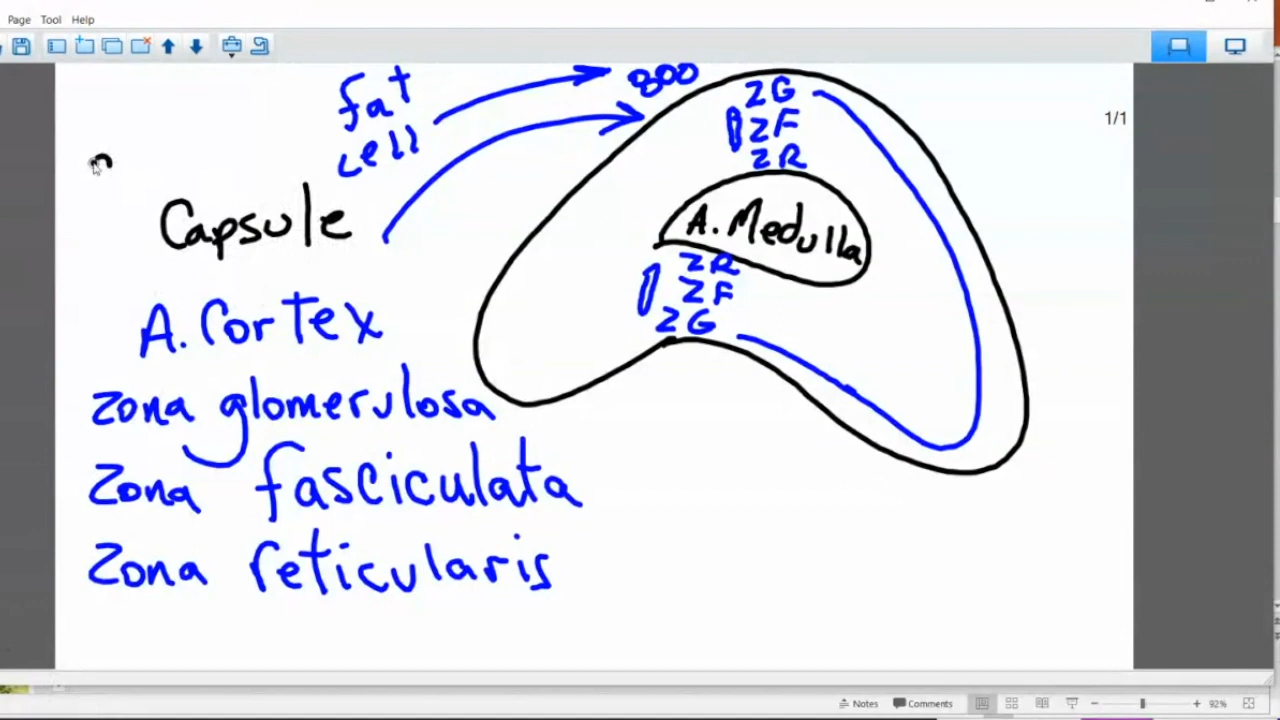 Page Tool Help
fat
cell
ZG
ZF
ZR
1/1
Capsule
A. Medulla
ZR
ZF
ZG
A. Cortex
Zona glomerulosa
Zona fasciculata
Zona reticularis
Notes Comments 92%